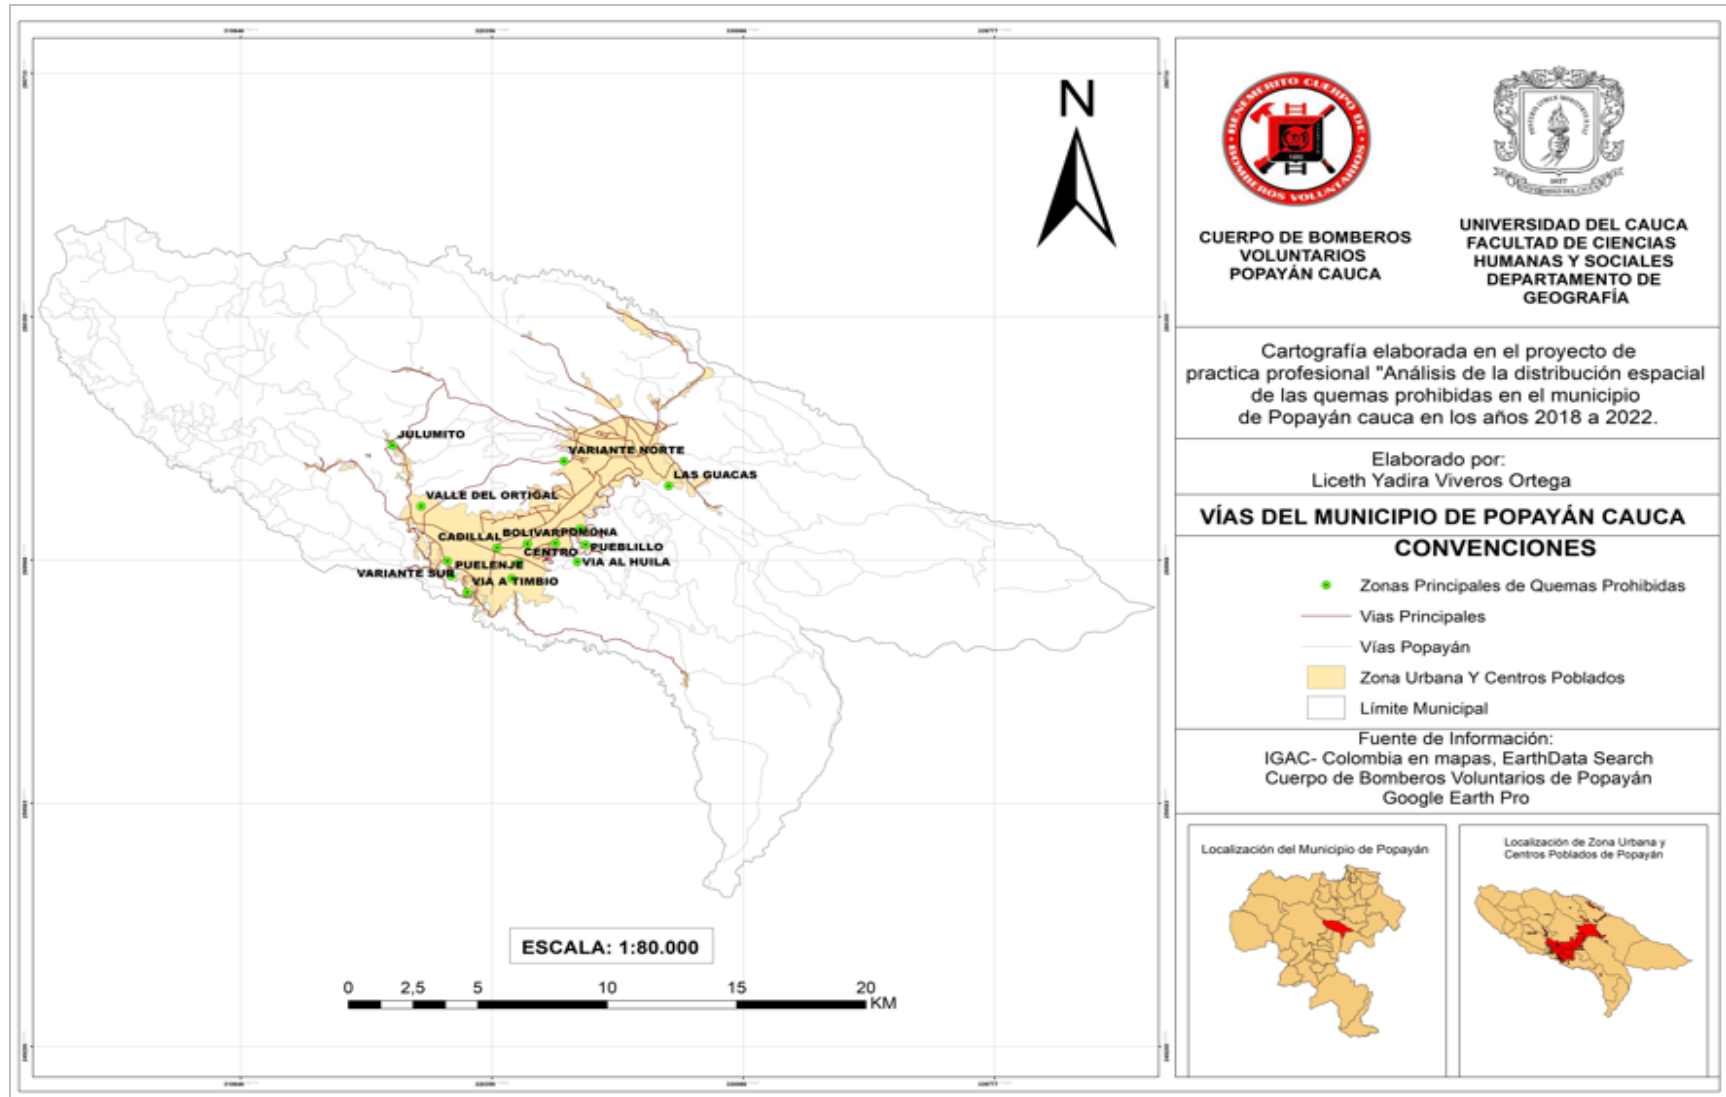 N
JULUMITO
VARIANTE NORTE
LAS GUACAS
VALLE DEL ORTIGAL
CADILLAL
BOLIVAR
POMONA
CENTRO
PUEBLILLO
PUELENJE
VIA AL HUILA
VARIANTE SUR
VIA A TIMBIO
ESCALA: 1:80.000
0 2,5 5 10 15 20
KM
BENEMERITO CUERPO DE
BOMBEROS VOLUNTARIOS
CUERPO DE BOMBEROS
VOLUNTARIOS
POPAYÁN CAUCA
1827
UNIVERSIDAD DEL CAUCA
FACULTAD DE CIENCIAS
HUMANAS Y SOCIALES
DEPARTAMENTO DE
GEOGRAFÍA
Cartografía elaborada en el proyecto de
practica profesional "Análisis de la distribución espacial
de las quemas prohibidas en el municipio
de Popayán cauca en los años 2018 a 2022.
Elaborado por:
Liceth Yadira Viveros Ortega
VÍAS DEL MUNICIPIO DE POPAYÁN CAUCA
CONVENCIONES
Zonas Principales de Quemas Prohibidas
Vias Principales
Vías Popayán
Zona Urbana Y Centros Poblados
Límite Municipal
Fuente de Información:
IGAC- Colombia en mapas, EarthData Search
Cuerpo de Bomberos Voluntarios de Popayán
Google Earth Pro
Localización del Municipio de Popayán
Localización de Zona Urbana y
Centros Poblados de Popayán